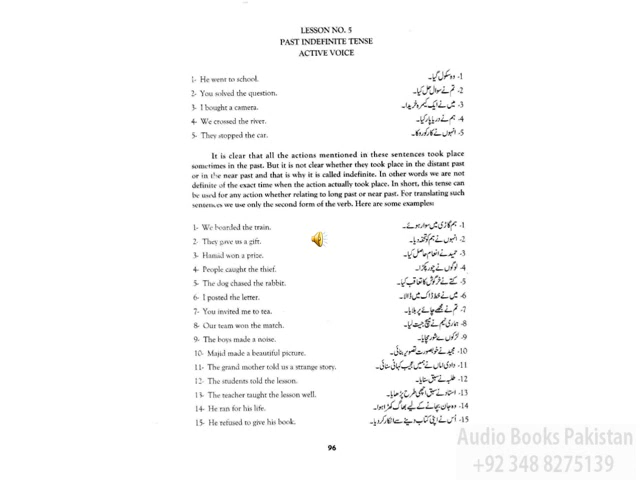 LESSON NO. 5
PAST INDEFINITE TENSE
ACTIVE VOICE
1- He went to school.
1- وہ سکول گیا۔
2- You solved the question.
2- تم نے سوال حل کیا۔
3- I bought a camera.
3- میں نے ایک کیمرہ خریدا۔
4- We crossed the river.
4- ہم نے دریا پار کیا۔
5- They stopped the car.
5- انہوں نے کار کو روکا۔
It is clear that all the actions mentioned in these sentences took place
sometimes in the past. But it is not clear whether they took place in the distant past
or in the near past and that is why it is called indefinite. In other words we are not
definite of the exact time when the action actually took place. In short, this tense can
be used for any action whether relating to long past or near past. For translating such
sentences we use only the second form of the verb. Here are some examples:
1- We boarded the train.
1- ہم گاڑی میں سوار ہوئے۔
2- They gave us a gift.
2- انہوں نے ہم کو تحفہ دیا۔
3- Hamid won a prize.
3- حمید نے انعام حاصل کیا۔
4- People caught the thief.
4- لوگوں نے چور پکڑا۔
5- The dog chased the rabbit.
5- کتے نے خرگوش کا تعاقب کیا۔
6- I posted the letter.
6- میں نے خط ڈاک میں ڈالا۔
7- You invited me to tea.
7- تم نے مجھے چائے پر بلایا۔
8- Our team won the match.
8- ہماری ٹیم نے میچ جیت لیا۔
9- The boys made a noise.
9- لڑکوں نے شور مچایا۔
10- Majid made a beautiful picture.
10- مجید نے خوبصورت تصویر بنائی۔
11- The grand mother told us a strange story.
11- دادی اماں نے ہمیں عجیب کہانی سنائی۔
12- The students told the lesson.
12- طلبہ نے سبق سنایا۔
13- The teacher taught the lesson well.
13- استاد نے سبق اچھی طرح پڑھایا۔
14- He ran for his life.
14- وہ جان بچانے کے لیے بھاگ کھڑا ہوا۔
15- He refused to give his book.
15- اُس نے اپنی کتاب دینے سے انکار کر دیا۔
96
Audio Books Pakistan
+92 348 8275139